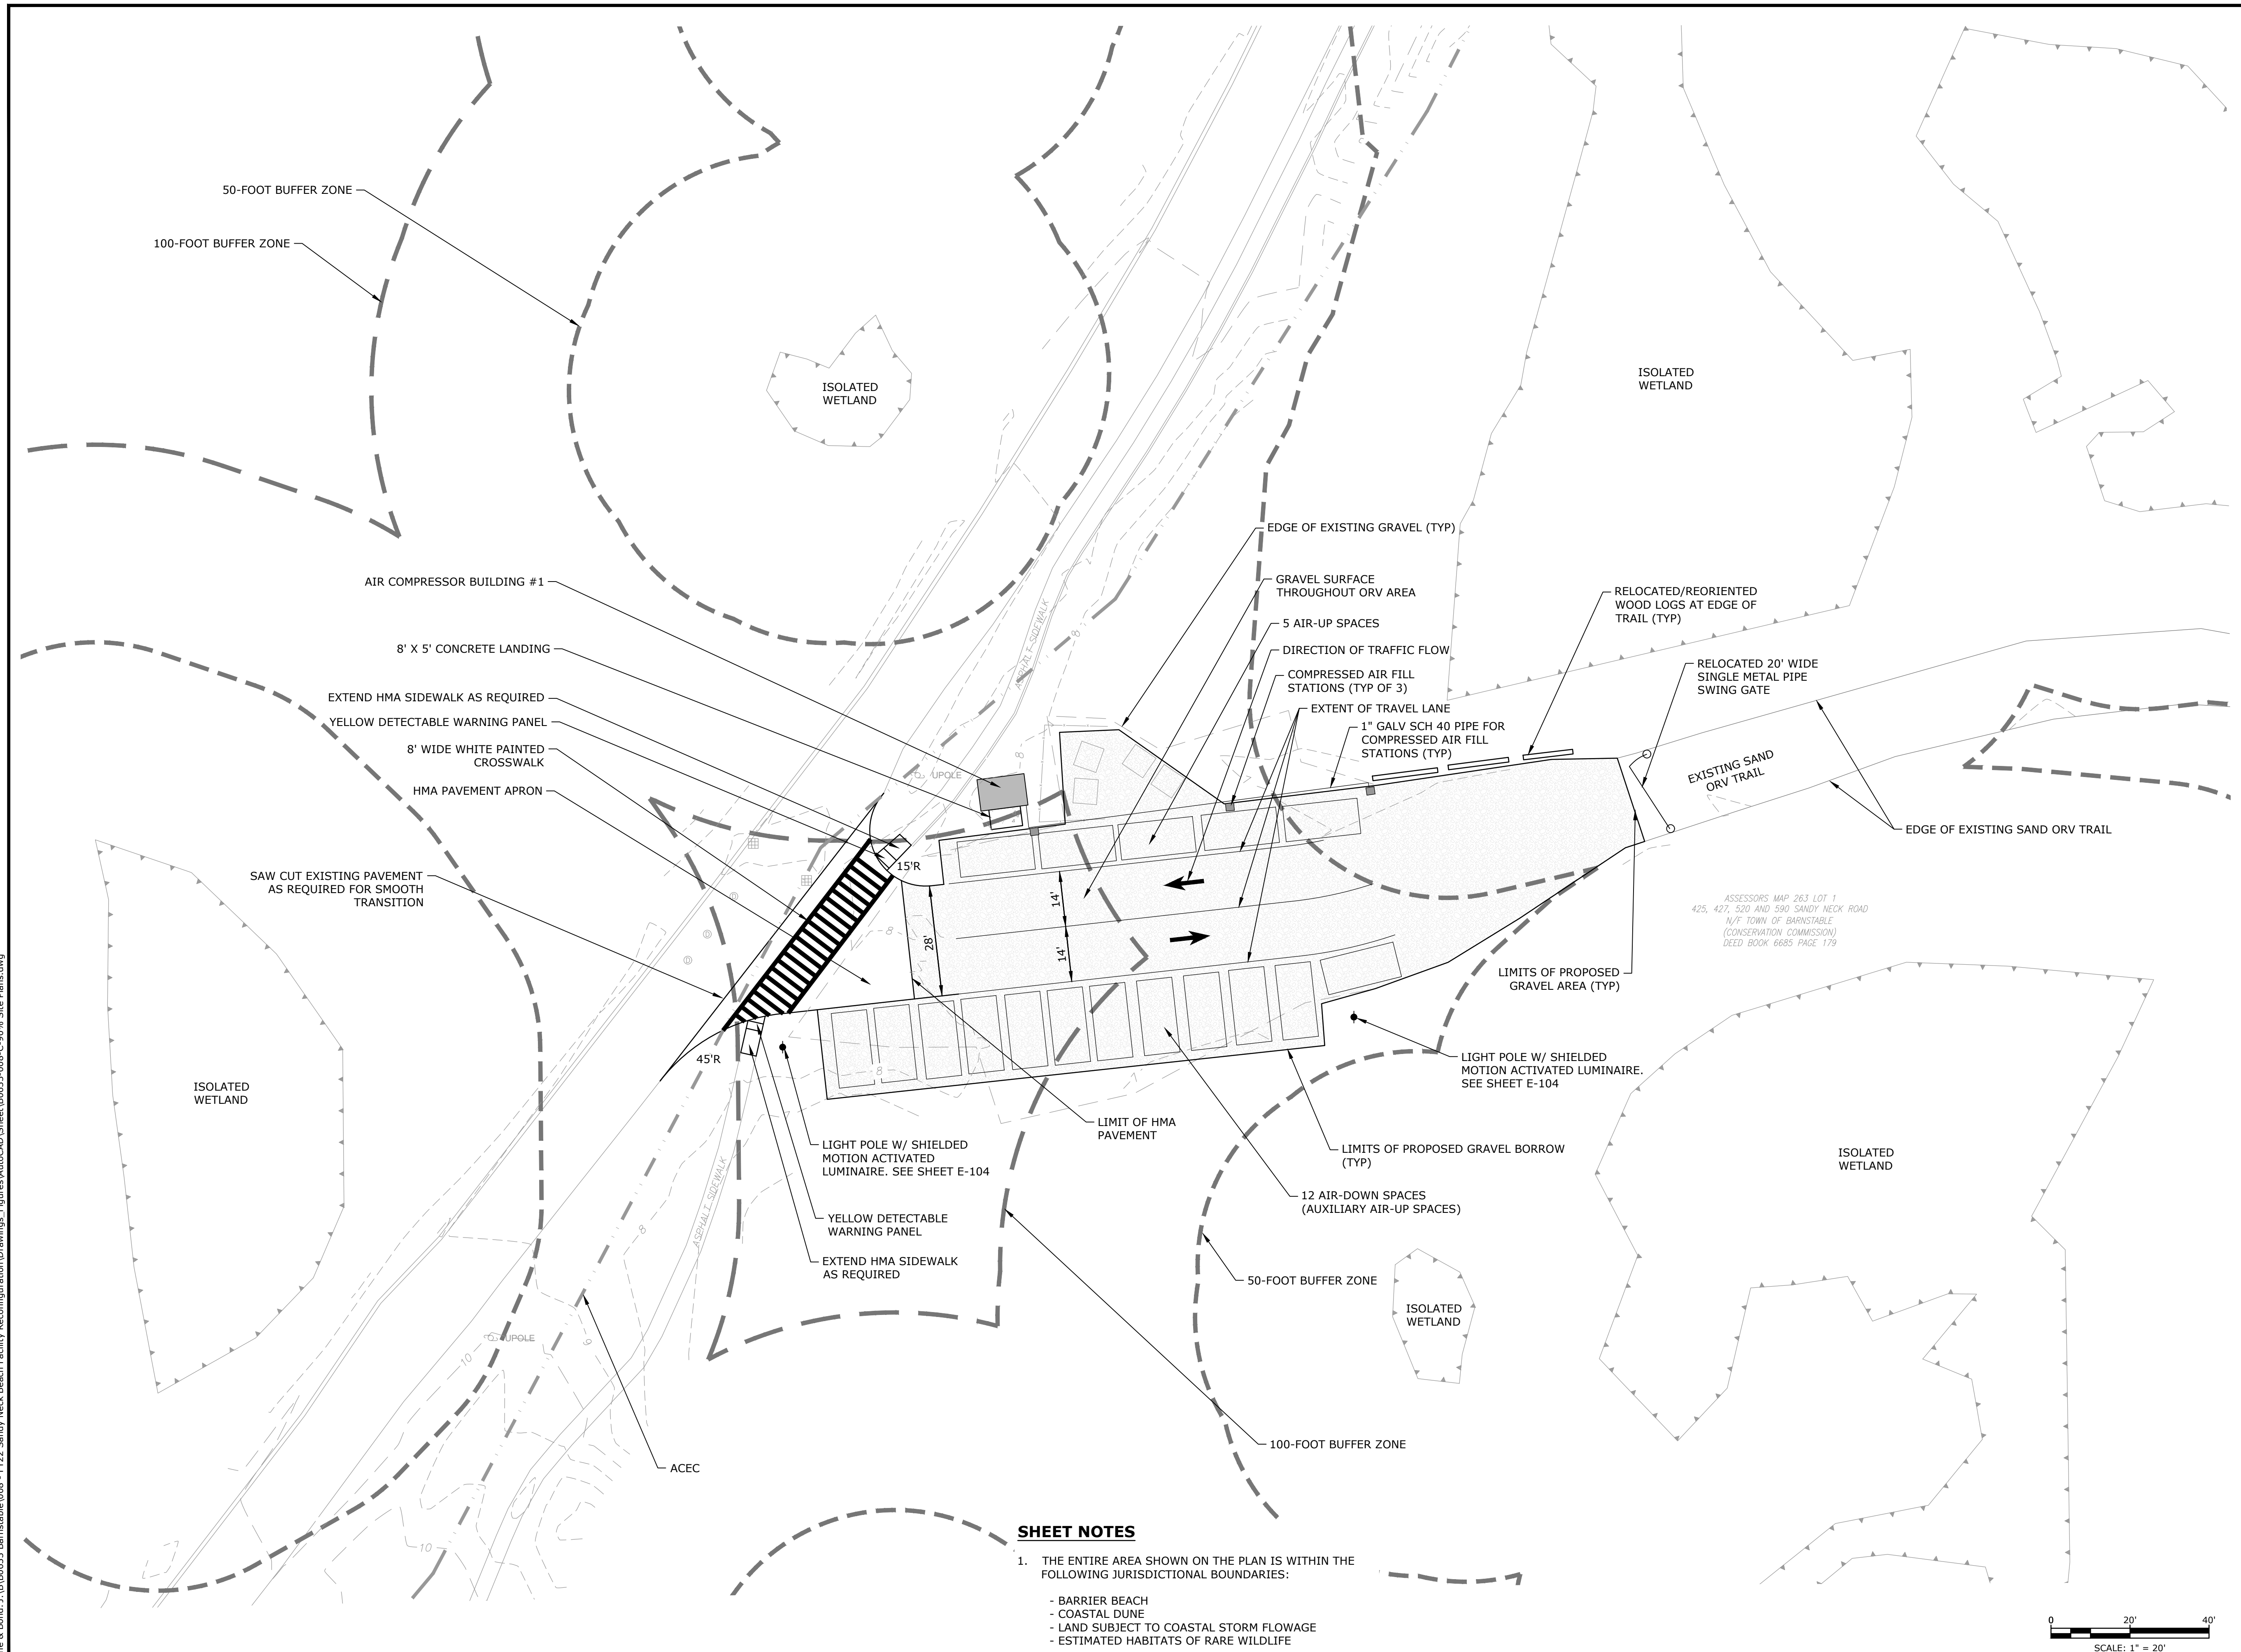 50-FOOT BUFFER ZONE
100-FOOT BUFFER ZONE
ISOLATED
WETLAND
ISOLATED
WETLAND
EDGE OF EXISTING GRAVEL (TYP)
AIR COMPRESSOR BUILDING #1
GRAVEL SURFACE
THROUGHOUT ORV AREA
RELOCATED/REORIENTED
WOOD LOGS AT EDGE OF
TRAIL (TYP)
5 AIR-UP SPACES
ASPHALT SIDEWALK
8
8' X 5' CONCRETE LANDING
DIRECTION OF TRAFFIC FLOW
RELOCATED 20' WIDE
SINGLE METAL PIPE
SWING GATE
COMPRESSED AIR FILL
STATIONS (TYP OF 3)
EXTEND HMA SIDEWALK AS REQUIRED
EXTENT OF TRAVEL LANE
YELLOW DETECTABLE WARNING PANEL
1" GALV SCH 40 PIPE FOR
COMPRESSED AIR FILL
STATIONS (TYP)
8' WIDE WHITE PAINTED
CROSSWALK
8
UPOLE
EXISTING SAND
ORV TRAIL
HMA PAVEMENT APRON
EDGE OF EXISTING SAND ORV TRAIL
15'R
SAW CUT EXISTING PAVEMENT
AS REQUIRED FOR SMOOTH
TRANSITION
14'
28'
14'
8
ASSESSORS MAP 263 LOT 1
425, 427, 520 AND 590 SANDY NECK ROAD
N/F TOWN OF BARNSTABLE
(CONSERVATION COMMISSION)
DEED BOOK 6685 PAGE 179
LIMITS OF PROPOSED
GRAVEL AREA (TYP)
45'R
8
LIGHT POLE W/ SHIELDED
MOTION ACTIVATED LUMINAIRE.
SEE SHEET E-104
ISOLATED
WETLAND
LIMIT OF HMA
PAVEMENT
LIGHT POLE W/ SHIELDED
MOTION ACTIVATED
LUMINAIRE. SEE SHEET E-104
LIMITS OF PROPOSED GRAVEL BORROW
(TYP)
ISOLATED
WETLAND
12 AIR-DOWN SPACES
(AUXILIARY AIR-UP SPACES)
ASPHALT SIDEWALK
YELLOW DETECTABLE
WARNING PANEL
8
EXTEND HMA SIDEWALK
AS REQUIRED
50-FOOT BUFFER ZONE
ISOLATED
WETLAND
UPOLE
9
10
100-FOOT BUFFER ZONE
ACEC
10
SHEET NOTES
1. THE ENTIRE AREA SHOWN ON THE PLAN IS WITHIN THE
FOLLOWING JURISDICTIONAL BOUNDARIES:
- BARRIER BEACH
- COASTAL DUNE
- LAND SUBJECT TO COASTAL STORM FLOWAGE
- ESTIMATED HABITATS OF RARE WILDLIFE
0 20' 40'
SCALE: 1" = 20'